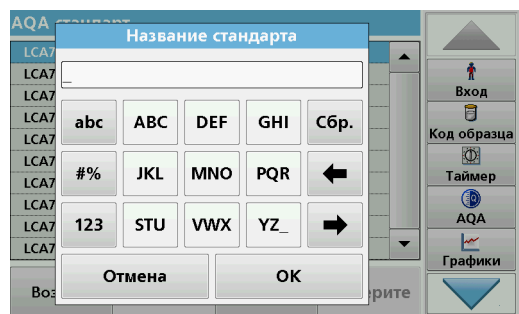 AQA стандарт
Название стандарта
LCA7
LCA7
LCA7
LCA7
LCA7
LCA7
LCA7
LCA7
LCA7
LCA7
_
abc ABC DEF GHI Сбр.
#% JKL MNO PQR
123 STU VWX YZ_
Отмена OK
Вход
Код образца
Таймер
AQA
Графики